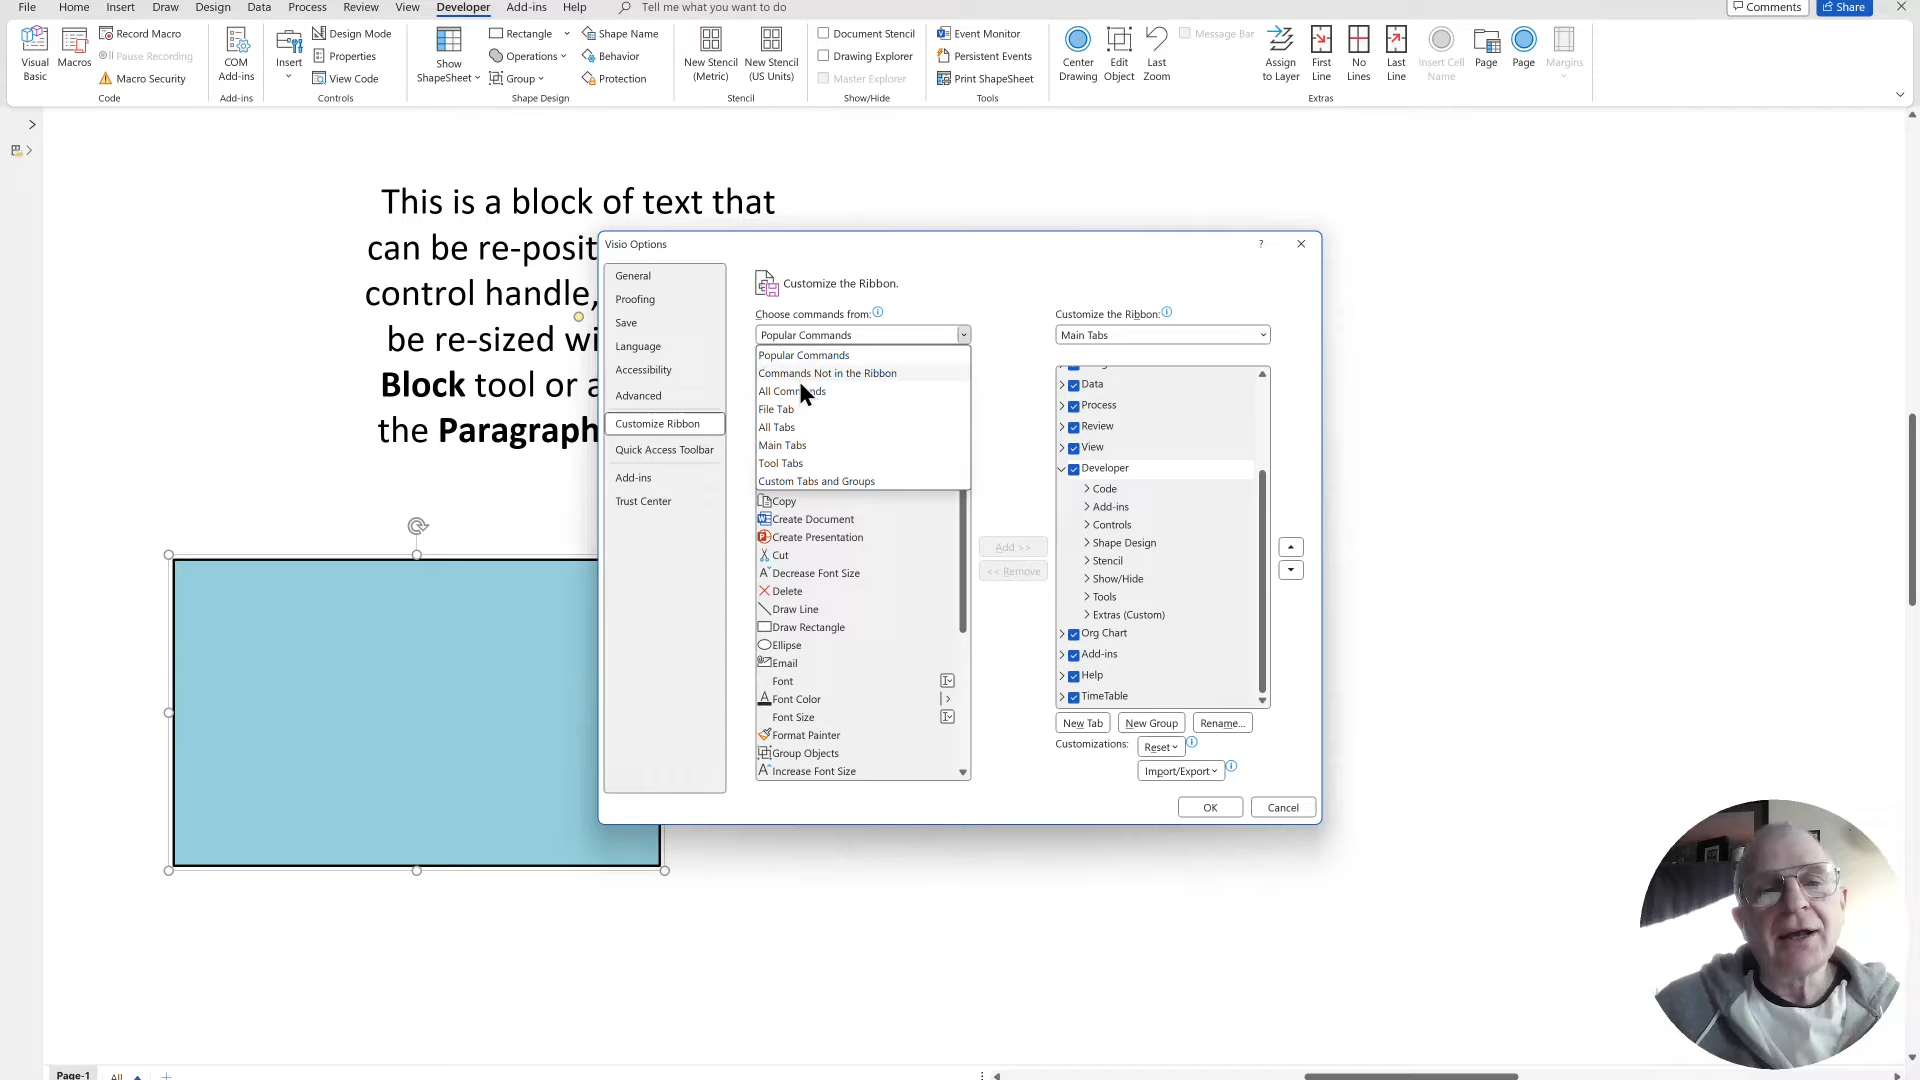 File Home Insert Draw Design Data Process Review View Developer Add-ins Help Tell me what you want to do Comments Share
Visual Basic
Macros
Record Macro
Pause Recording
Macro Security
Code
COM Add-ins
Add-ins
Insert
Design Mode
Properties
View Code
Controls
Show ShapeSheet
Rectangle
Operations
Group
Shape Name
Behavior
Protection
Shape Design
New Stencil (Metric)
New Stencil (US Units)
Stencil
Document Stencil
Drawing Explorer
Master Explorer
Show/Hide
Event Monitor
Persistent Events
Print ShapeSheet
Tools
Center Drawing
Edit Object
Last Zoom
Message Bar
Assign to Layer
First Line
No Lines
Last Line
Insert Cell Name
Page
Page
Margins
Extras
This is a block of text that
can be re-posit
control handle,
be re-sized wi
Block tool or a
the Paragraph
Visio Options
?
General
Proofing
Save
Language
Accessibility
Advanced
Customize Ribbon
Quick Access Toolbar
Add-ins
Trust Center
Customize the Ribbon.
Choose commands from:
Popular Commands
Popular Commands
Commands Not in the Ribbon
All Commands
File Tab
All Tabs
Main Tabs
Tool Tabs
Custom Tabs and Groups
Copy
Create Document
Create Presentation
Cut
Decrease Font Size
Delete
Draw Line
Draw Rectangle
Ellipse
Email
Font
Font Color
Font Size
Format Painter
Group Objects
Increase Font Size
Add >>
<< Remove
Customize the Ribbon:
Main Tabs
Data
Process
Review
View
Developer
Code
Add-ins
Controls
Shape Design
Stencil
Show/Hide
Tools
Extras (Custom)
Org Chart
Add-ins
Help
TimeTable
New Tab New Group Rename...
Customizations: Reset
Import/Export
OK Cancel
Page-1 All